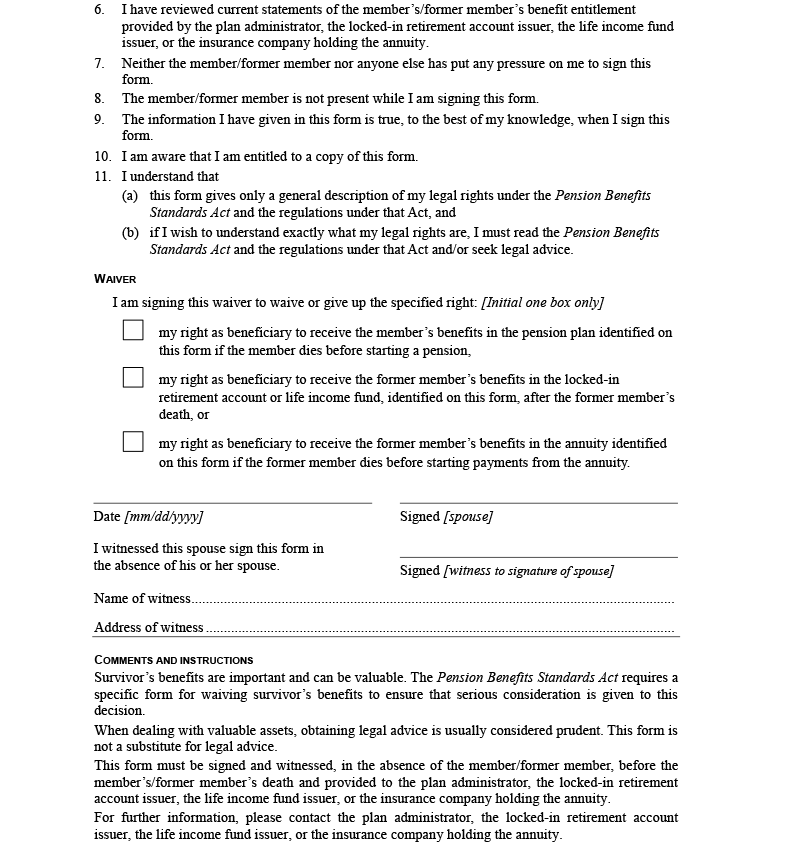 6. I have reviewed current statements of the member’s/former member’s benefit entitlement
provided by the plan administrator, the locked-in retirement account issuer, the life income fund
issuer, or the insurance company holding the annuity.
7. Neither the member/former member nor anyone else has put any pressure on me to sign this
form.
8. The member/former member is not present while I am signing this form.
9. The information I have given in this form is true, to the best of my knowledge, when I sign this
form.
10. I am aware that I am entitled to a copy of this form.
11. I understand that
(a) this form gives only a general description of my legal rights under the Pension Benefits
Standards Act and the regulations under that Act, and
(b) if I wish to understand exactly what my legal rights are, I must read the Pension Benefits
Standards Act and the regulations under that Act and/or seek legal advice.
WAIVER
I am signing this waiver to waive or give up the specified right: [Initial one box only]
my right as beneficiary to receive the member’s benefits in the pension plan identified on
this form if the member dies before starting a pension,
my right as beneficiary to receive the former member’s benefits in the locked-in
retirement account or life income fund, identified on this form, after the former member’s
death, or
my right as beneficiary to receive the former member’s benefits in the annuity identified
on this form if the former member dies before starting payments from the annuity.
Date [mm/dd/yyyy] Signed [spouse]
I witnessed this spouse sign this form in
the absence of his or her spouse.
Signed [witness to signature of spouse]
Name of witness
Address of witness
COMMENTS AND INSTRUCTIONS
Survivor’s benefits are important and can be valuable. The Pension Benefits Standards Act requires a
specific form for waiving survivor’s benefits to ensure that serious consideration is given to this
decision.
When dealing with valuable assets, obtaining legal advice is usually considered prudent. This form is
not a substitute for legal advice.
This form must be signed and witnessed, in the absence of the member/former member, before the
member’s/former member’s death and provided to the plan administrator, the locked-in retirement
account issuer, the life income fund issuer, or the insurance company holding the annuity.
For further information, please contact the plan administrator, the locked-in retirement account
issuer, the life income fund issuer, or the insurance company holding the annuity.